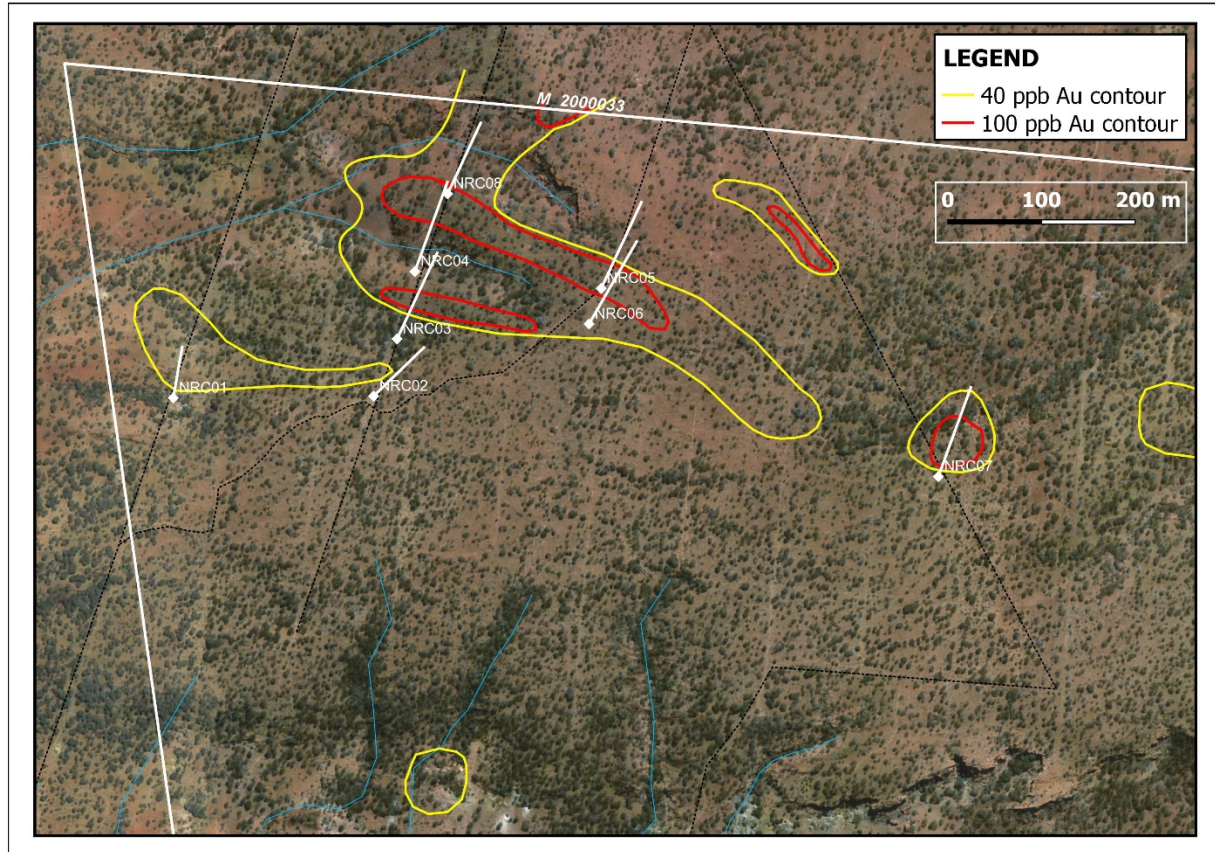 M 2000033
LEGEND
40 ppb Au contour
100 ppb Au contour
0 100 200 m
NRC08
NRC04
NRC05
NRC06
NRC03
NRC01
NRC02
NRC07